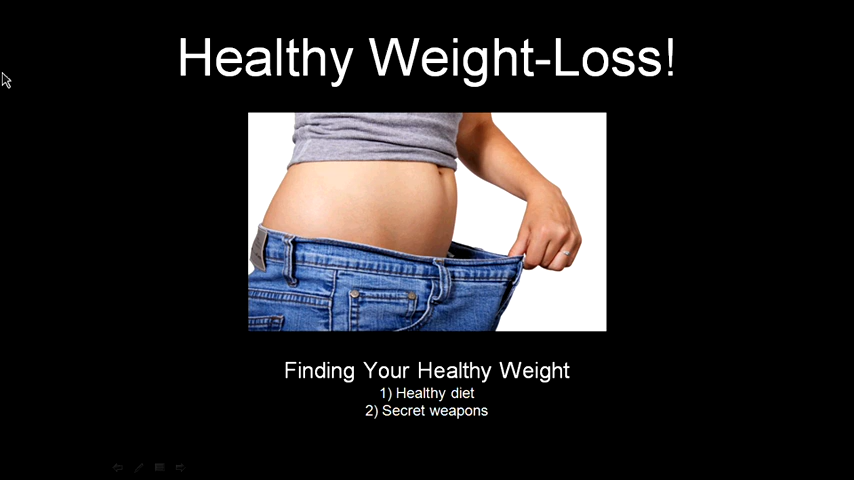 Healthy Weight-Loss!
Finding Your Healthy Weight
1) Healthy diet
2) Secret weapons